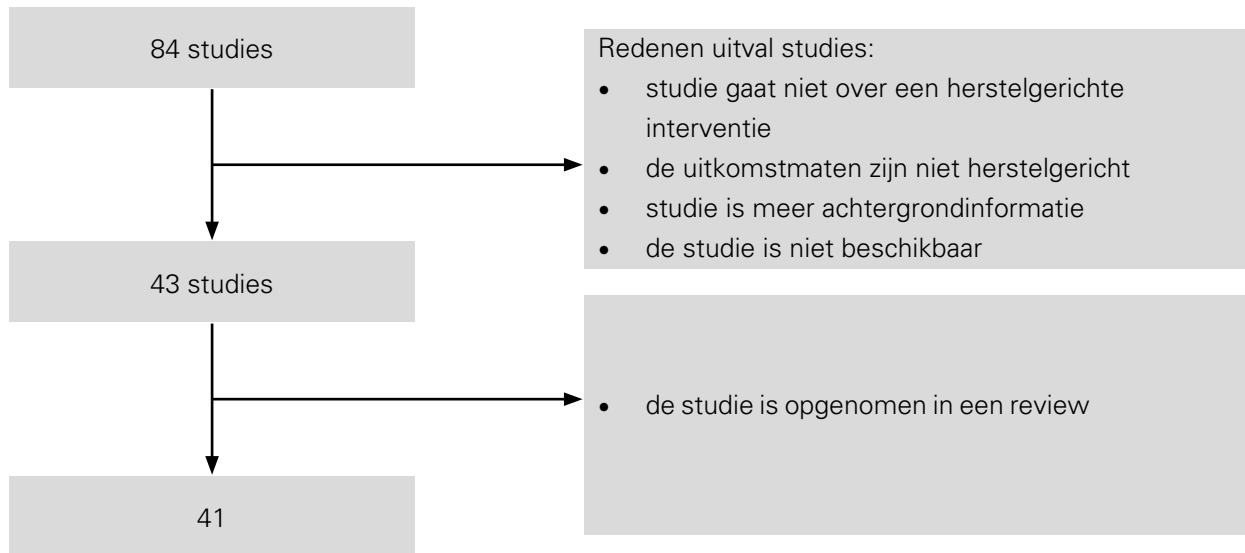 84 studies
Redenen uitval studies:
• studie gaat niet over een herstelgerichte
interventie
• de uitkomstmaten zijn niet herstelgericht
• studie is meer achtergrondinformatie
• de studie is niet beschikbaar
43 studies
• de studie is opgenomen in een review
41